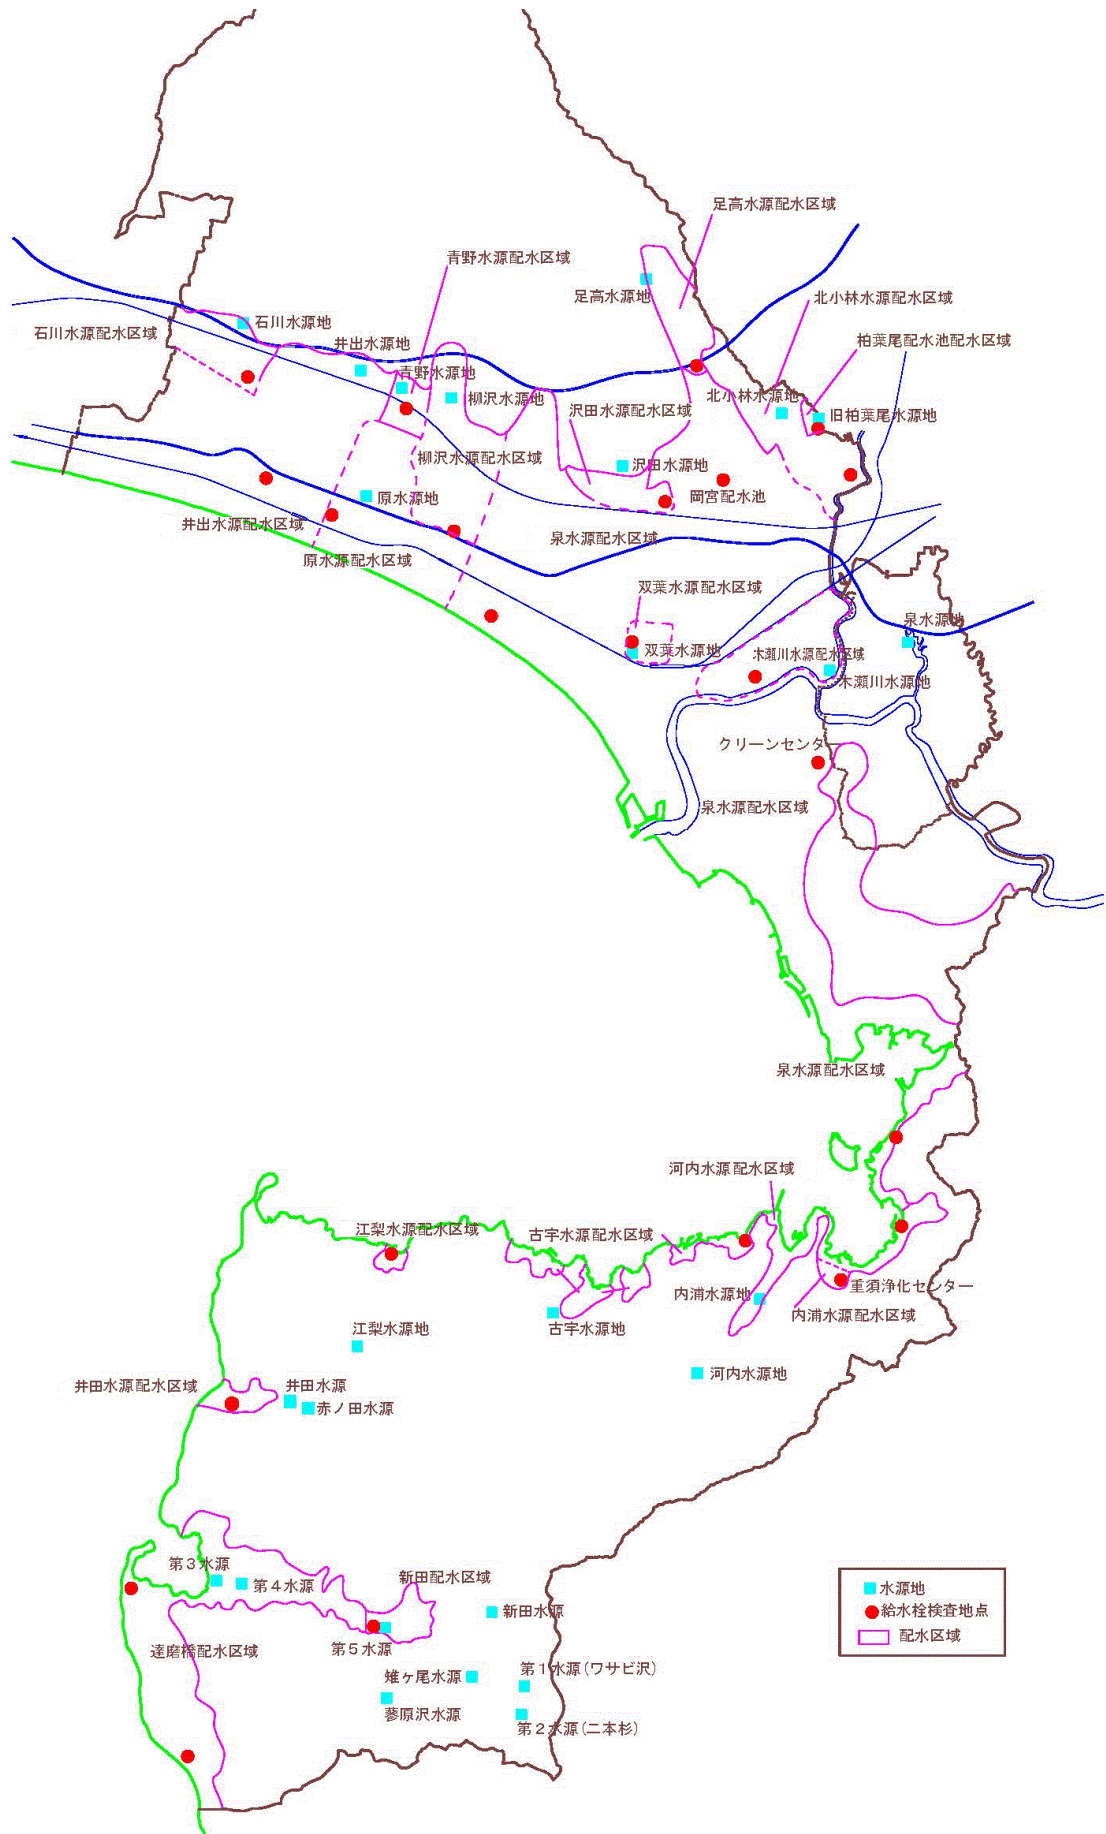 足高水源配水区域
青野水源配水区域
足高水源地
北小林水源配水区域
石川水源地
石川水源配水区域
井出水源地
柏葉尾配水池配水区域
青野水源地
柳沢水源地
北小林水源地
沢田水源配水区域
旧柏葉尾水源地
柳沢水源配水区域
沢田水源地
原水源地
岡宮配水池
井出水源配水区域
泉水源配水区域
原水源配水区域
双葉水源配水区域
泉水源地
双葉水源地
木瀬川水源配水区域
木瀬川水源地
クリーンセンター
泉水源配水区域
泉水源配水区域
河内水源配水区域
江梨水源配水区域
古宇水源配水区域
重須浄化センター
内浦水源地
内浦水源配水区域
江梨水源地
古宇水源地
河内水源地
井田水源配水区域
井田水源
赤ノ田水源
第3水源
第4水源
新田配水区域
新田水源
第5水源
達磨橋配水区域
雉ヶ尾水源
第1水源(ワサビ沢)
蓼原沢水源
第2水源(二本杉)
水源地
給水栓検査地点
配水区域